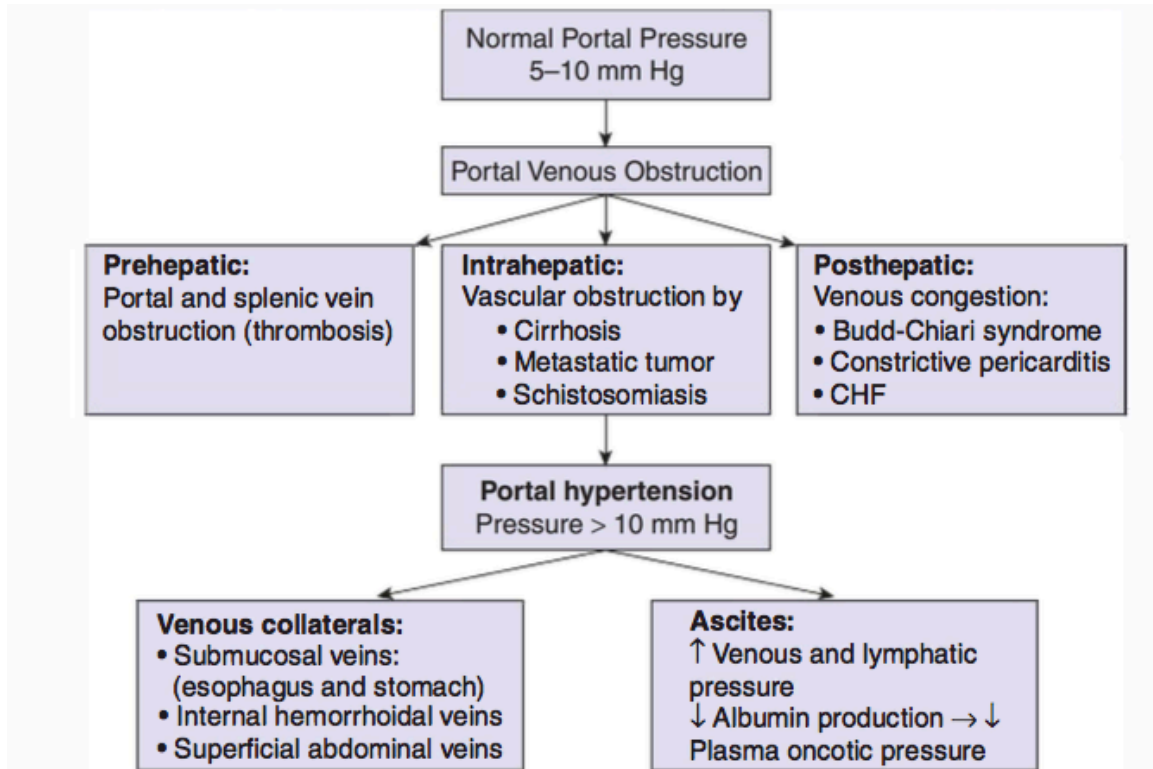 Normal Portal Pressure
5–10 mm Hg
Portal Venous Obstruction
Prehepatic:
Portal and splenic vein
obstruction (thrombosis)
Intrahepatic:
Vascular obstruction by
• Cirrhosis
• Metastatic tumor
• Schistosomiasis
Posthepatic:
Venous congestion:
• Budd-Chiari syndrome
• Constrictive pericarditis
• CHF
Portal hypertension
Pressure > 10 mm Hg
Venous collaterals:
• Submucosal veins:
(esophagus and stomach)
• Internal hemorrhoidal veins
• Superficial abdominal veins
Ascites:
↑ Venous and lymphatic
pressure
↓ Albumin production → ↓
Plasma oncotic pressure